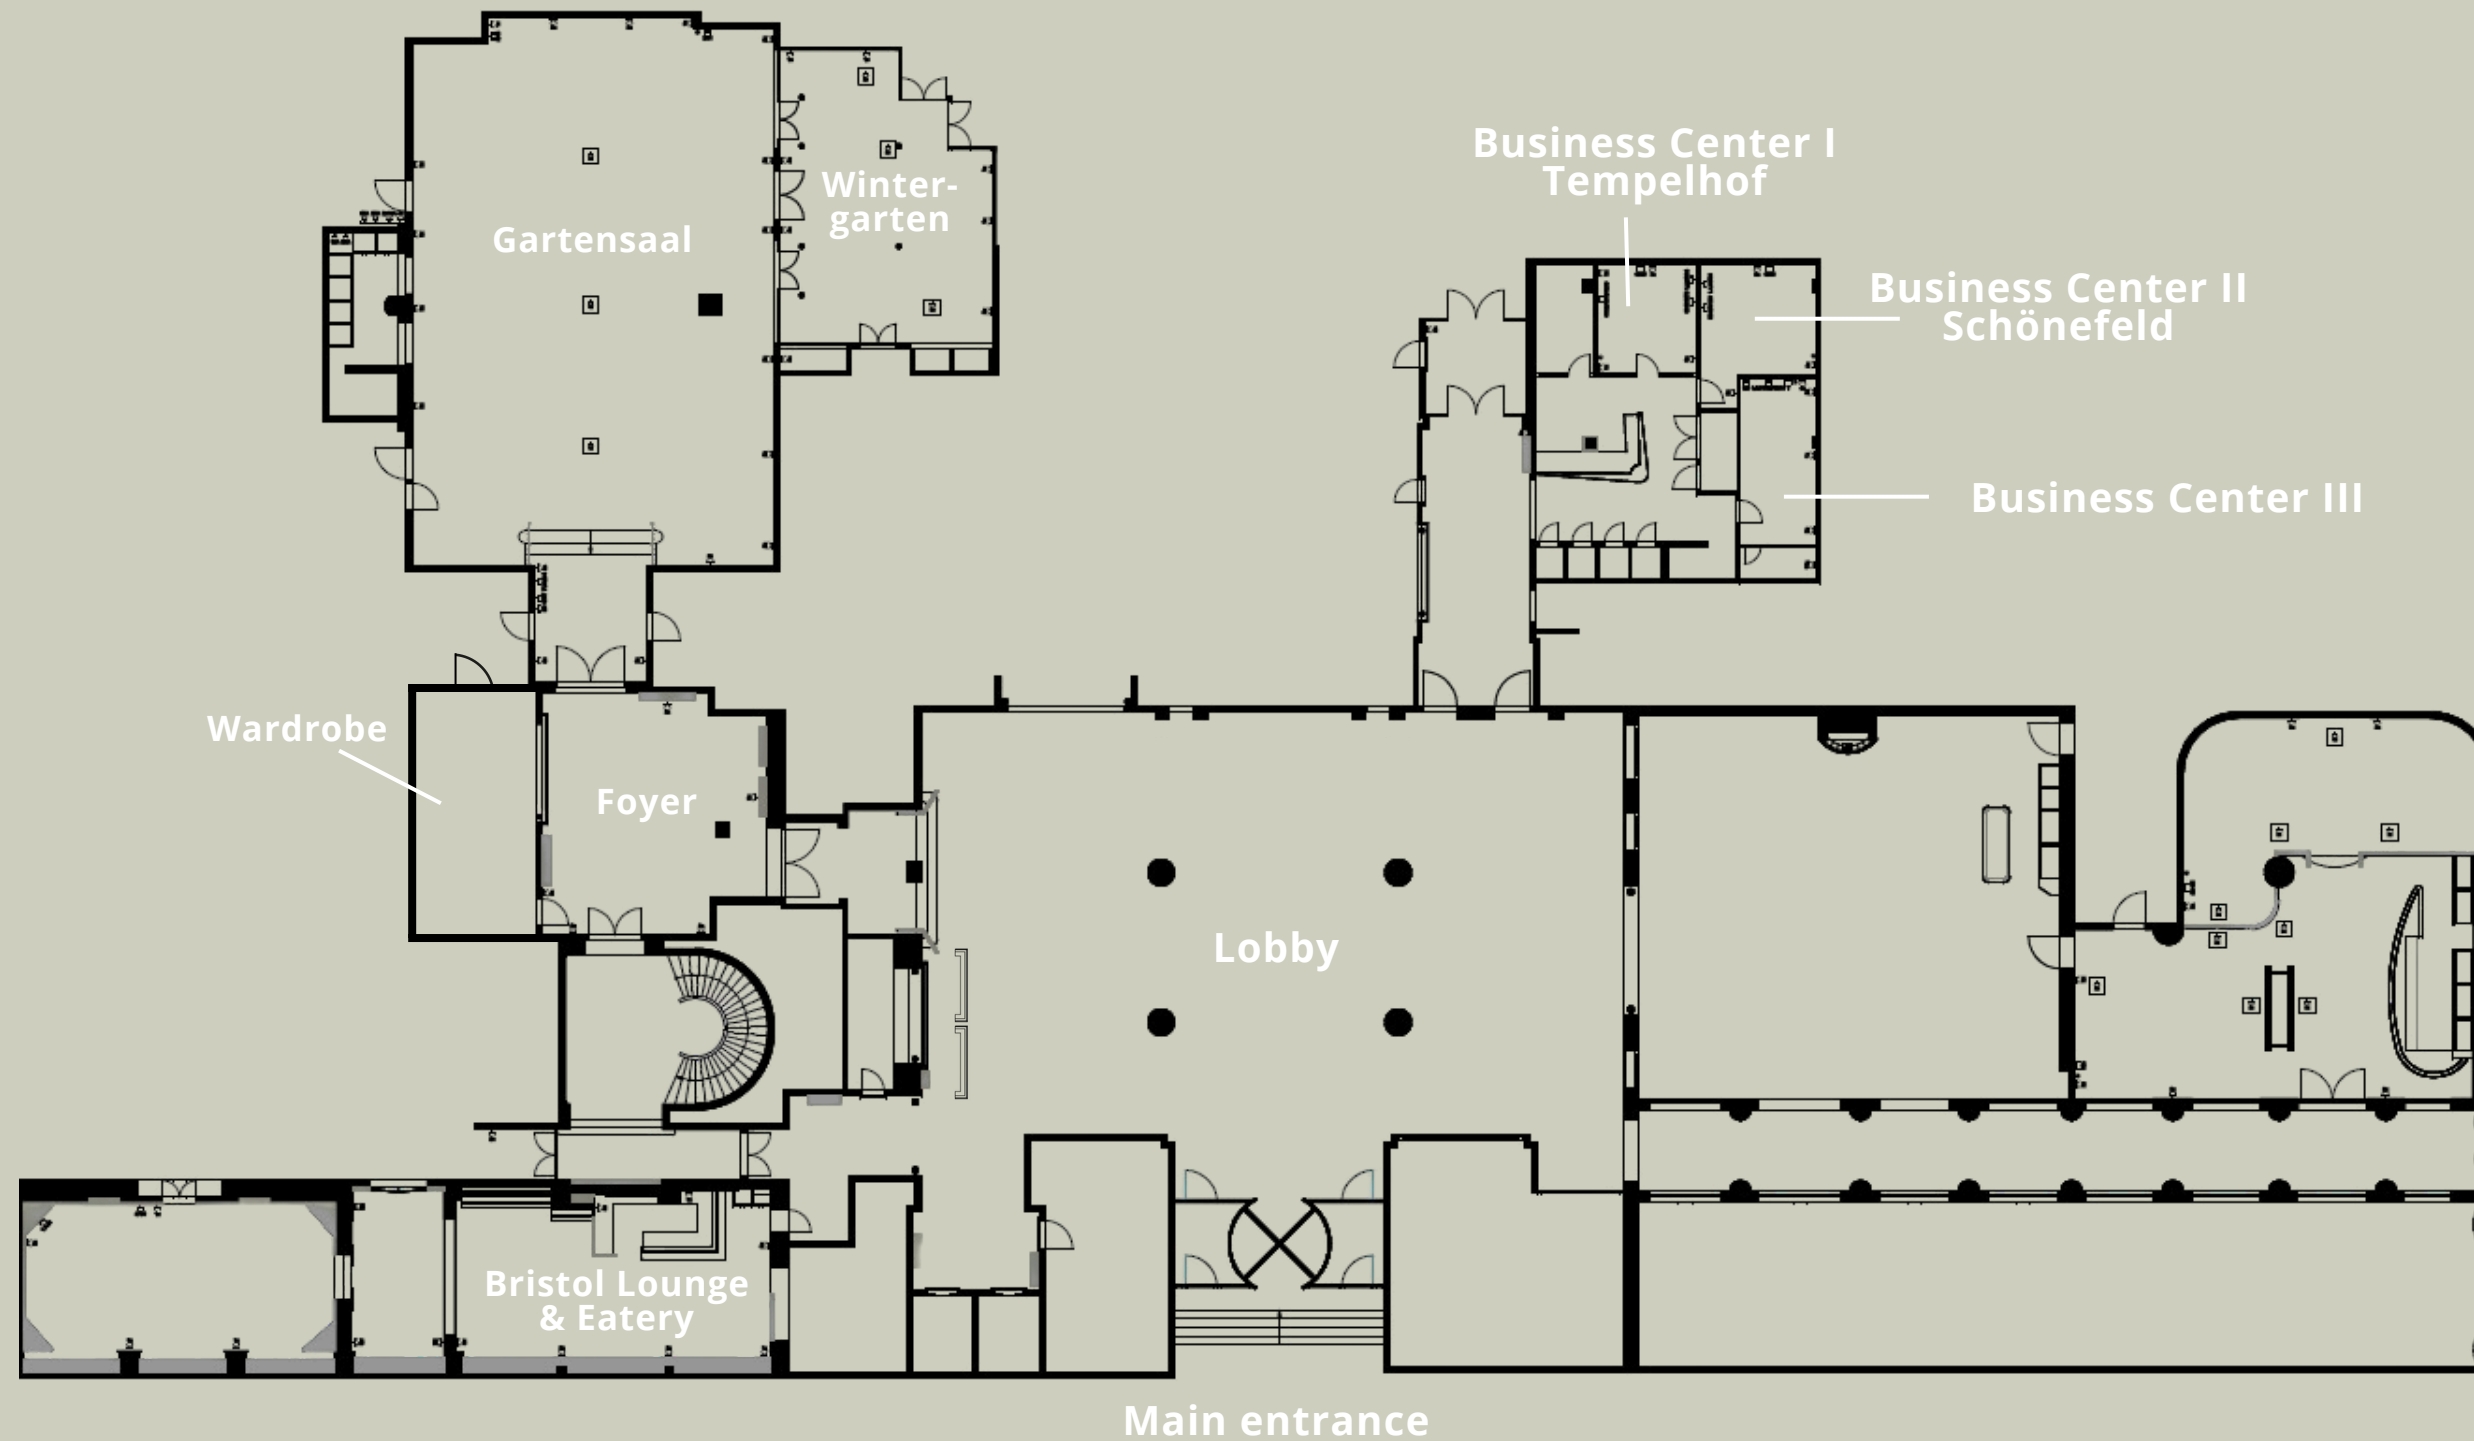 Gartensaal
Winter-
garten
Business Center I
Tempelhof
Business Center II
Schönefeld
Business Center III
Wardrobe
Foyer
Lobby
Bristol Lounge
& Eatery
Main entrance